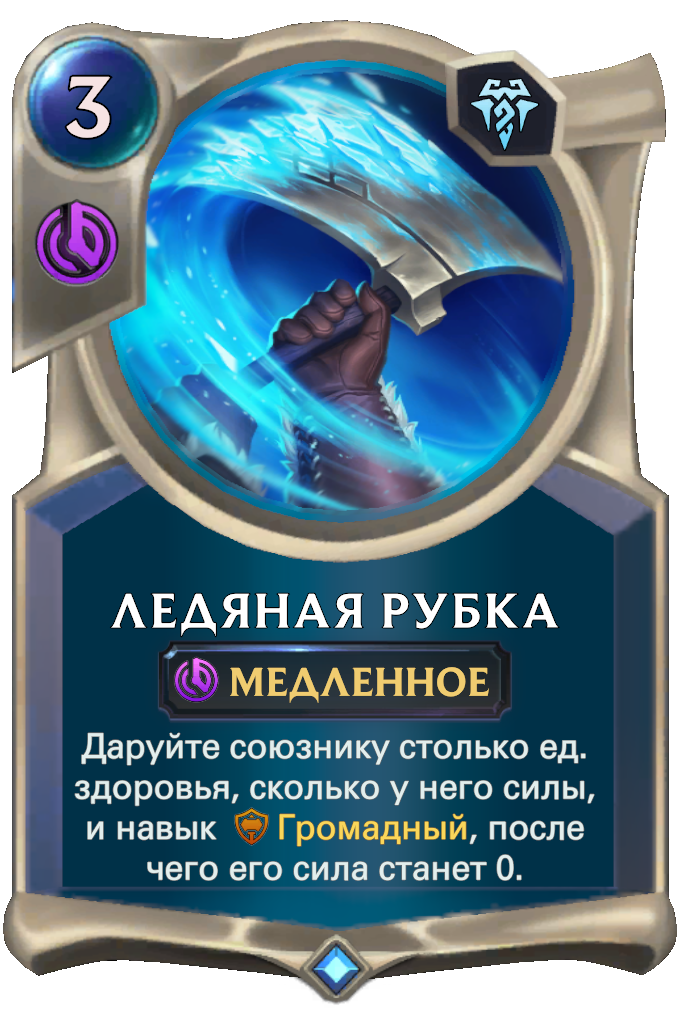 3
ЛЕДЯНАЯ РУБКА
МЕДЛЕННОЕ
Даруйте союзнику столько ед.
здоровья, сколько у него силы,
и навык Громадный, после
чего его сила станет 0.